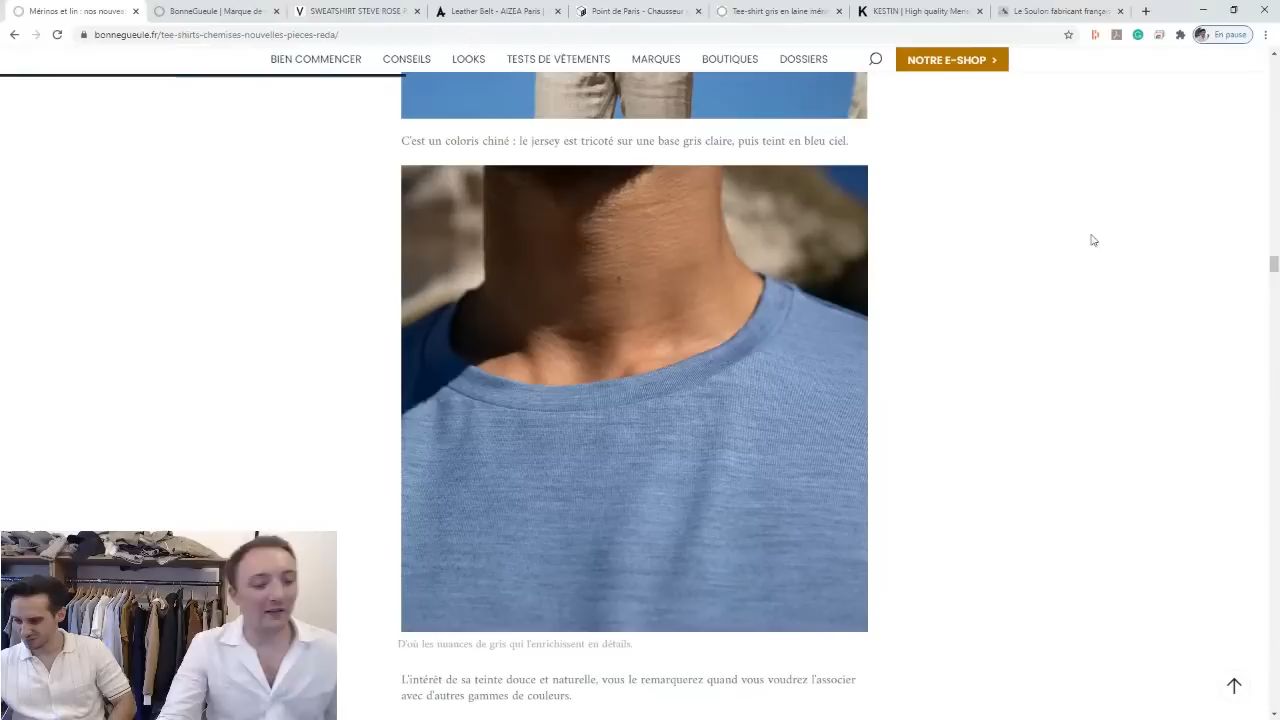 Mérinos et lin : nos nouvel
BonneGueule | Marque de
SWEATSHIRT STEVE ROSE P
Leather Belt - AIZEA Paris
Point de Paris - Chausseur
Tee-shirt gris en laine mérin
KESTIN | High quality Mens
Le Soulor: fabricant françai
bonnegueule.fr/tee-shirts-chemises-nouvelles-pieces-reda/
En pause
BIEN COMMENCER CONSEILS LOOKS TESTS DE VÊTEMENTS MARQUES BOUTIQUES DOSSIERS NOTRE E-SHOP >
C'est un coloris chiné : le jersey est tricoté sur une base gris claire, puis teint en bleu ciel.
D'où les nuances de gris qui l'enrichissent en détails.
L'intérêt de sa teinte douce et naturelle, vous le remarquerez quand vous voudrez l'associer
avec d'autres gammes de couleurs.